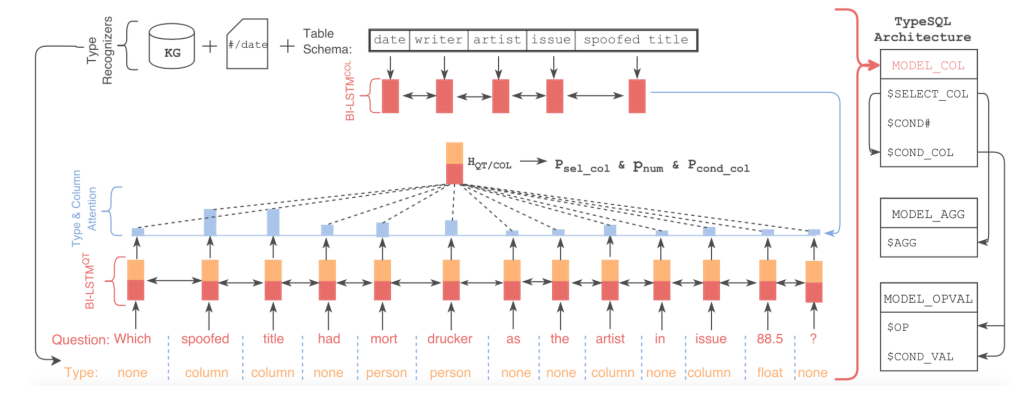 Type Recognizers
KG
+
#/date
+
Table Schema:
date writer artist issue spoofed title
TypeSQL
Architecture
MODEL_COL
$SELECT_COL
$COND#
$COND_COL
BI-LSTM^COL
H_QT/COL
P_sel_col & P_num & P_cond_col
Type & Column Attention
MODEL_AGG
$AGG
BI-LSTM^QT
MODEL_OPVAL
$OP
$COND_VAL
Question: Which spoofed title had mort drucker as the artist in issue 88.5 ?
Type: none column column none person person none none column none column float none